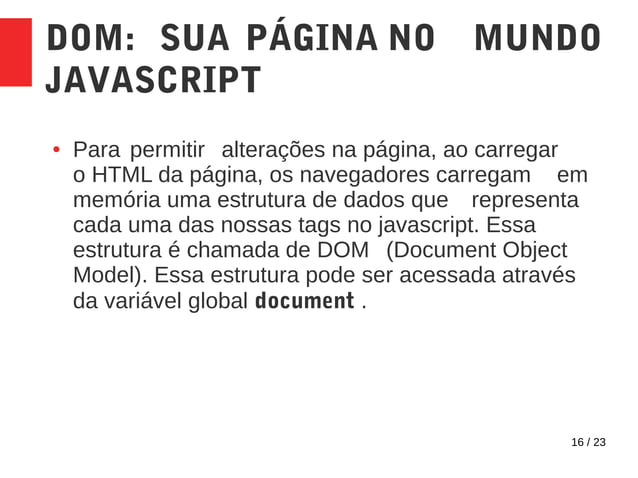 DOM: SUA PÁGINA NO MUNDO
JAVASCRIPT
• Para permitir alterações na página, ao carregar
o HTML da página, os navegadores carregam em
memória uma estrutura de dados que representa
cada uma das nossas tags no javascript. Essa
estrutura é chamada de DOM (Document Object
Model). Essa estrutura pode ser acessada através
da variável global document .
16 / 23